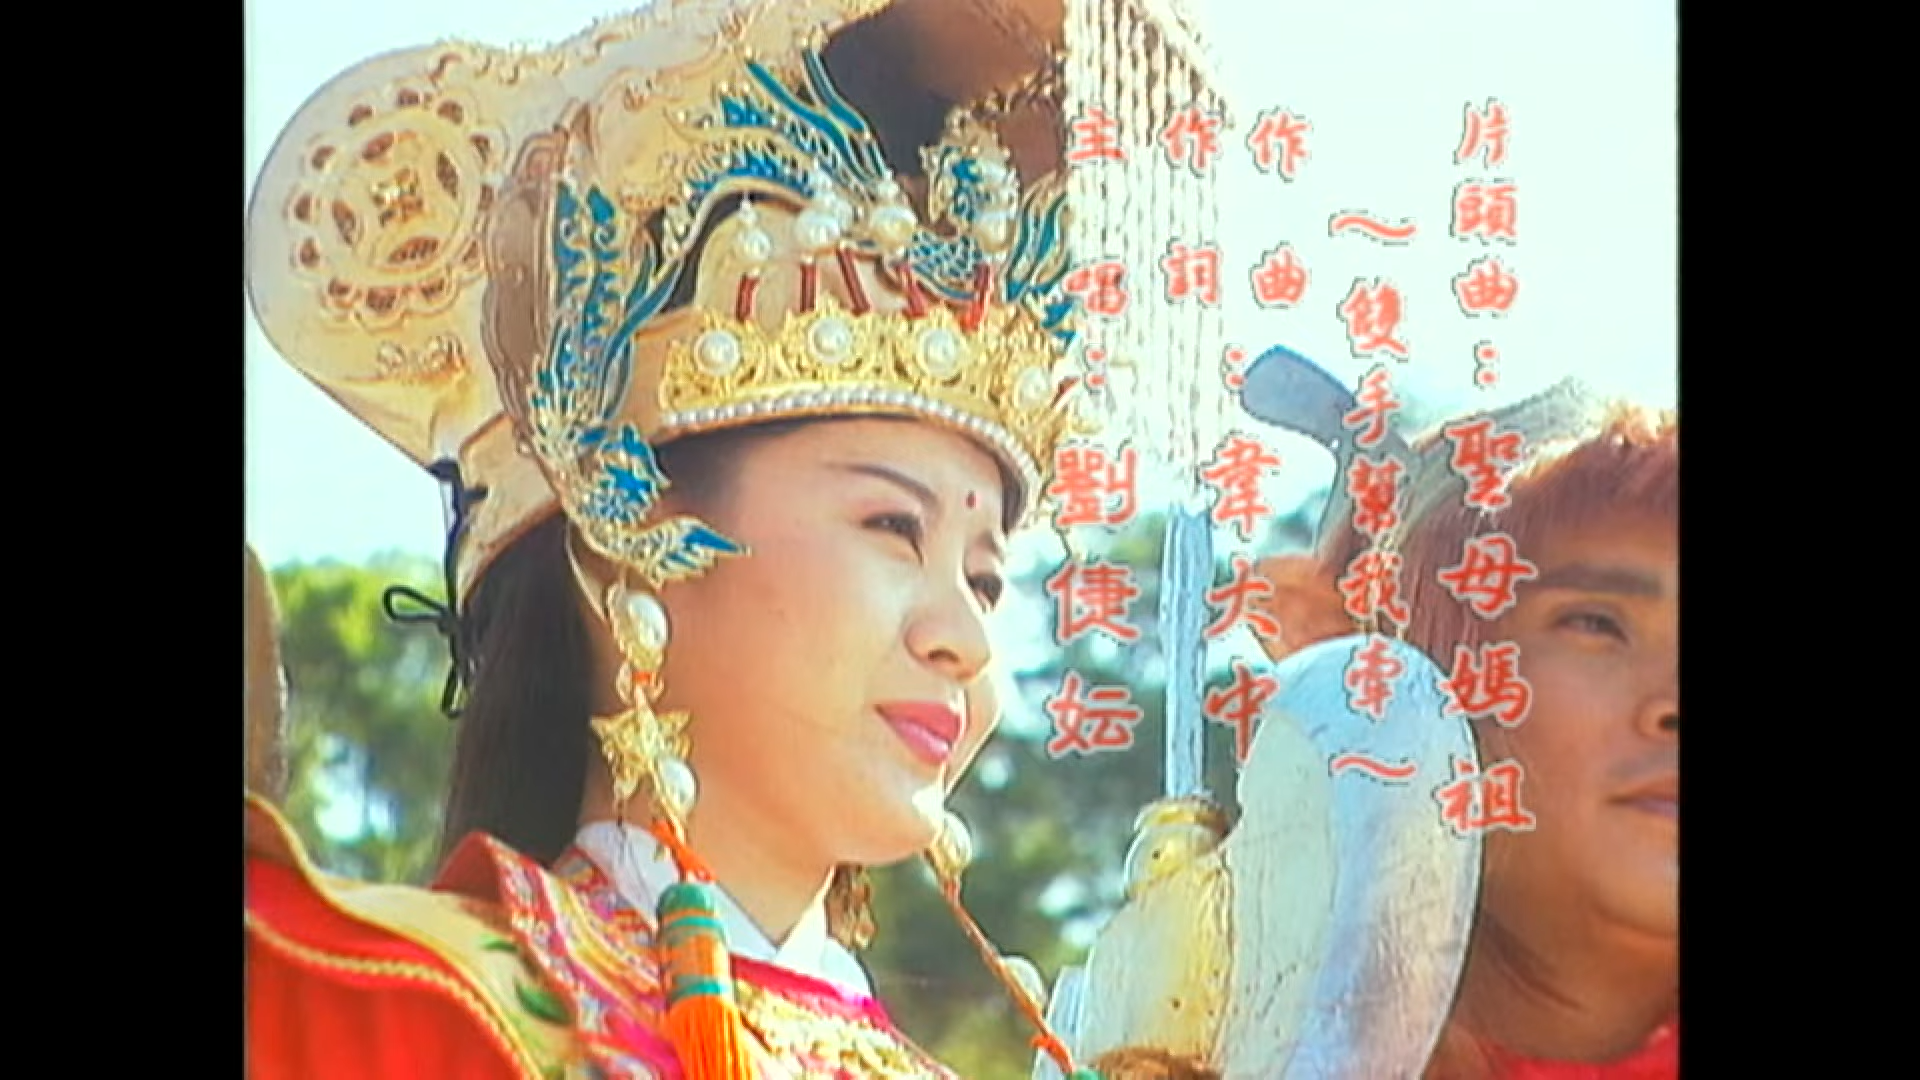 片頭曲：聖母媽祖
～雙手幫我牽～
作曲
作詞：韋大中
主唱：劉倢妘